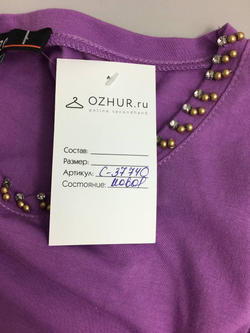 OZHUR.ru
online secondhand
Состав:
Размер:
Артикул: С-37740
Состояние: новое